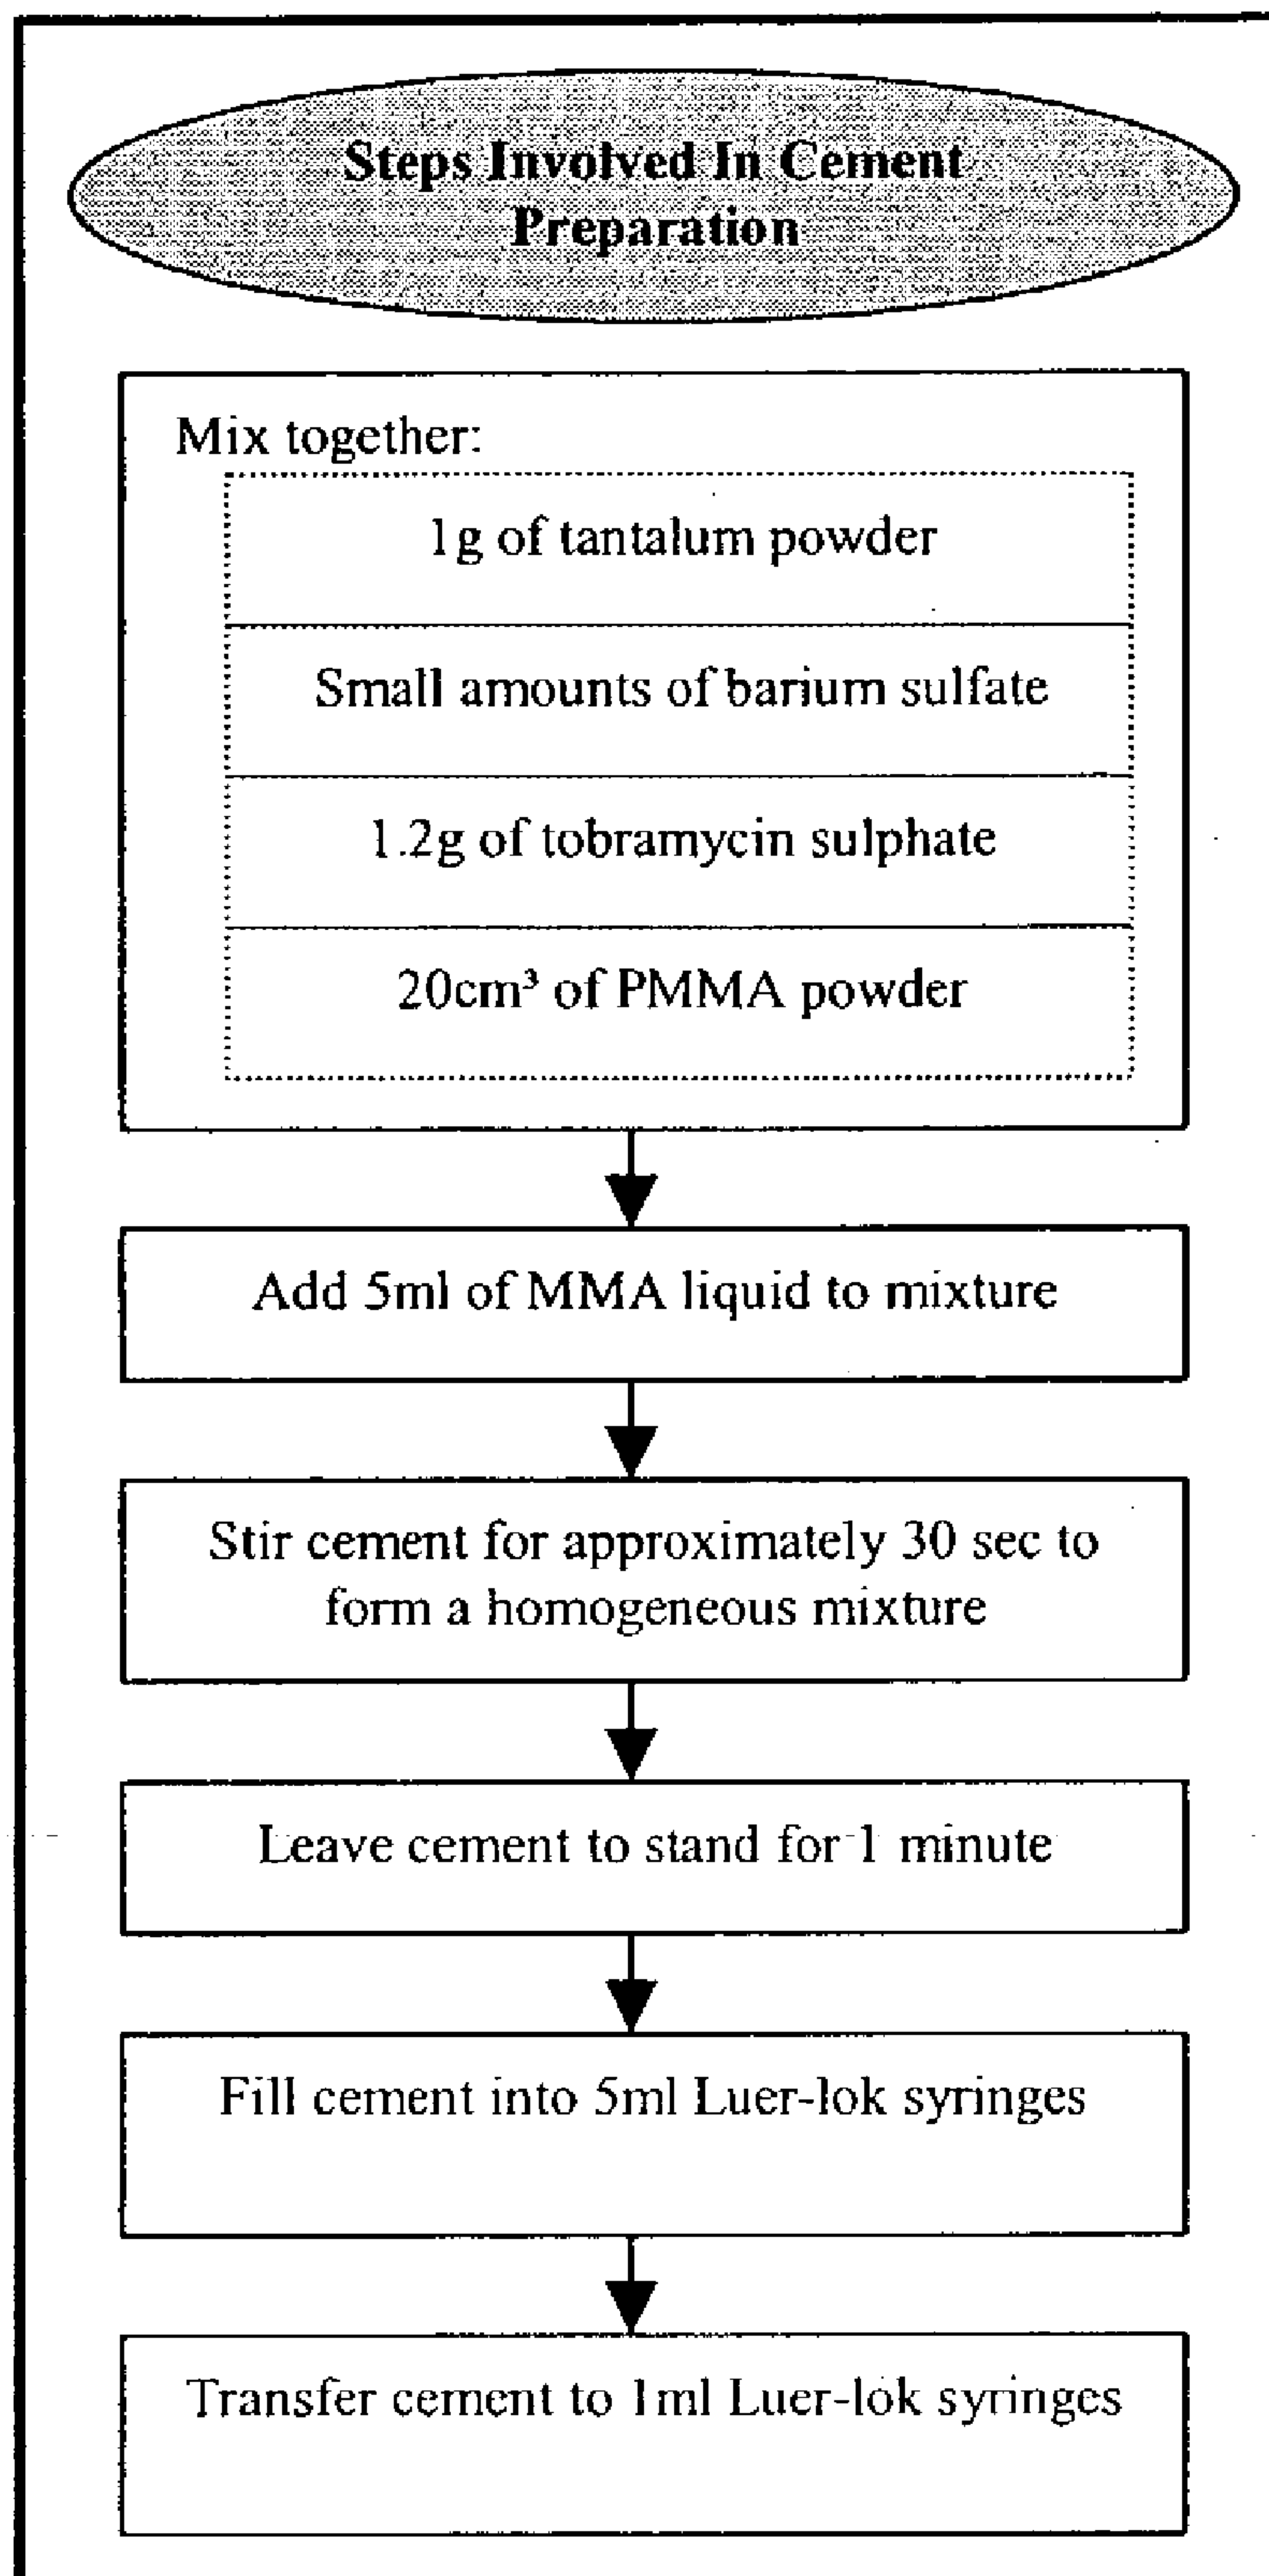 Steps Involved In Cement
Preparation
Mix together:
1g of tantalum powder
Small amounts of barium sulfate
1.2g of tobramycin sulphate
20cm³ of PMMA powder
Add 5ml of MMA liquid to mixture
Stir cement for approximately 30 sec to
form a homogeneous mixture
Leave cement to stand for 1 minute
Fill cement into 5ml Luer-lok syringes
Transfer cement to 1ml Luer-lok syringes